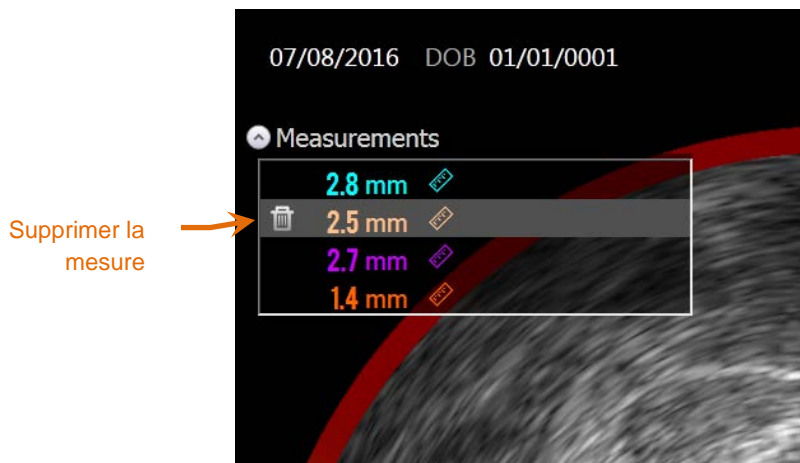 07/08/2016 DOB 01/01/0001
Measurements
2.8 mm
Supprimer la
mesure
2.5 mm
2.7 mm
1.4 mm